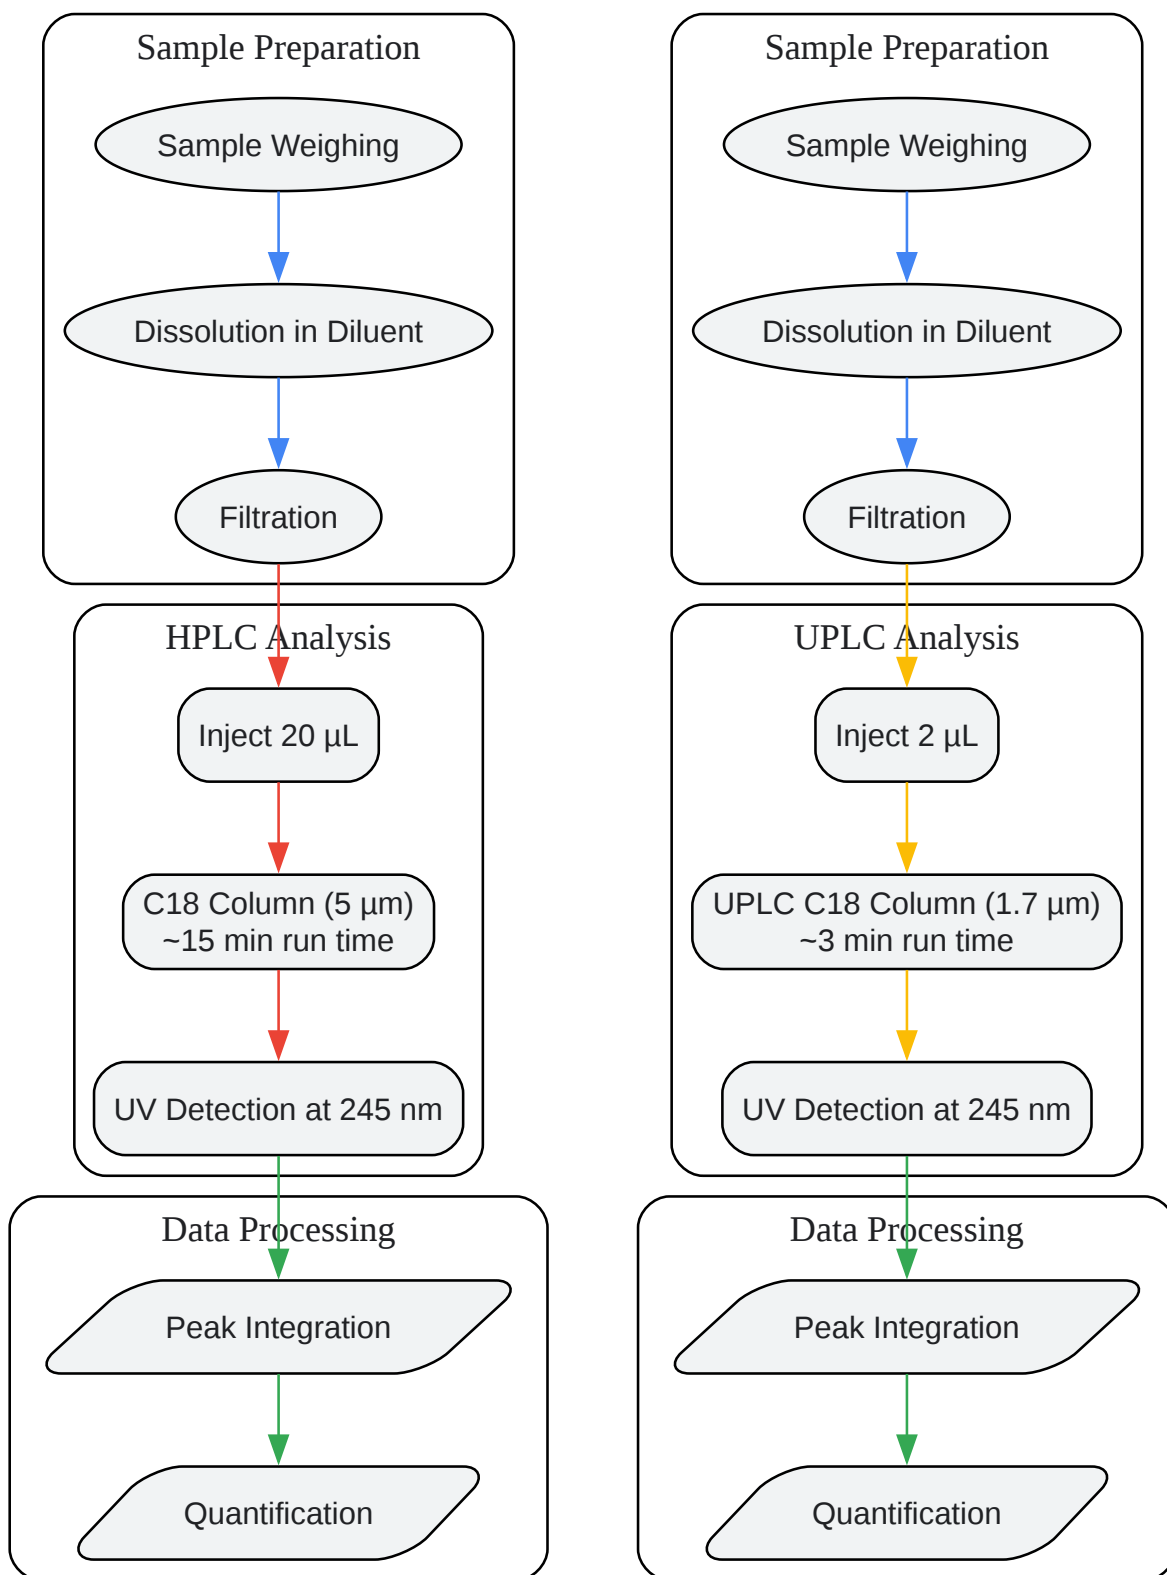 Sample Preparation
Sample Weighing
Dissolution in Diluent
Filtration
HPLC Analysis
Inject 20 µL
C18 Column (5 µm)
~15 min run time
UV Detection at 245 nm
Data Processing
Peak Integration
Quantification
Sample Preparation
Sample Weighing
Dissolution in Diluent
Filtration
UPLC Analysis
Inject 2 µL
UPLC C18 Column (1.7 µm)
~3 min run time
UV Detection at 245 nm
Data Processing
Peak Integration
Quantification